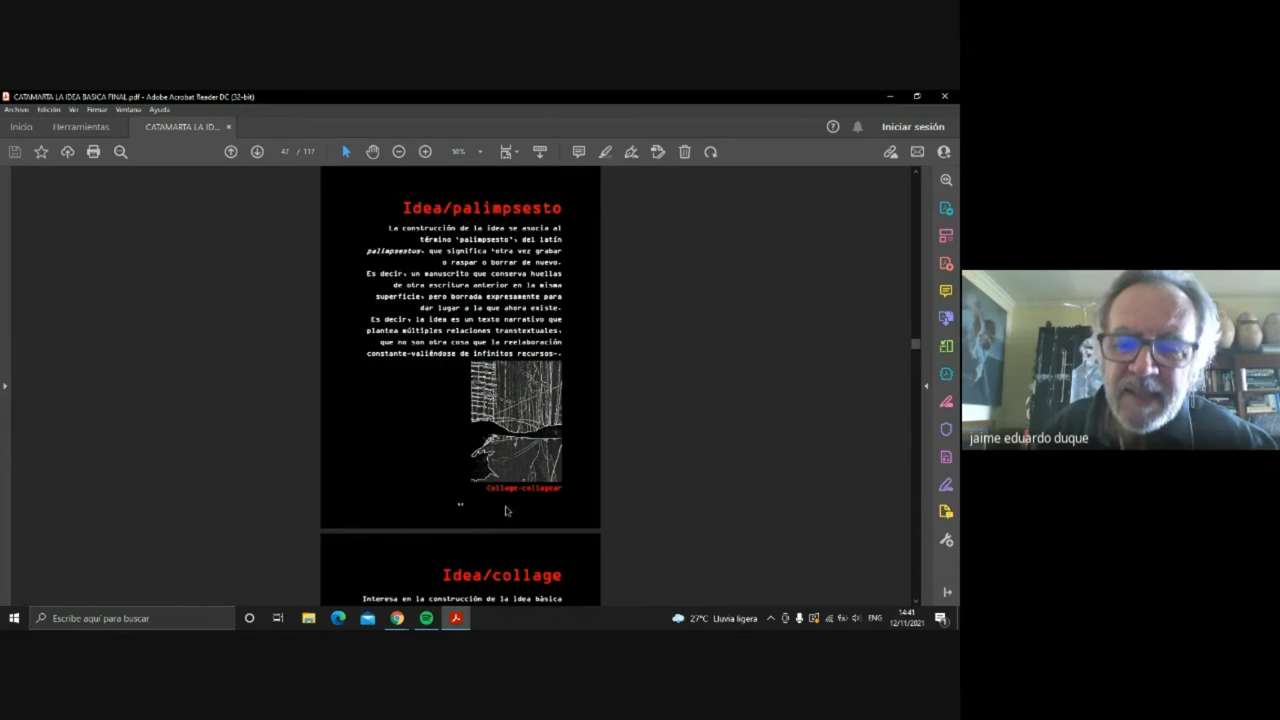 CATAMARTA LA IDEA BASICA FINAL.pdf - Adobe Acrobat Reader DC (32-bit)
Archivo Edición Ver Firmar Ventana Ayuda
Inicio Herramientas CATAMARTA LA ID... × Iniciar sesión
47 / 117 50%
Idea/palimpsesto
La construcción de la idea se asocia al
término 'palimpsesto', del latín
palimpsestus, que significa 'otra vez grabar
o raspar o borrar de nuevo.
Es decir, un manuscrito que conserva huellas
de otra escritura anterior en la misma
superficie, pero borrada expresamente para
dar lugar a la que ahora existe.
Es decir, la idea es un texto narrativo que
plantea múltiples relaciones transtextuales,
que no son otra cosa que la reelaboración
constante-valiéndose de infinitos recursos-.
Collage-collagear
Idea/collage
Interesa en la construcción de la idea básica
jaime eduardo duque
Escribe aquí para buscar
27°C Lluvia ligera
ENG
14:41
12/11/2021